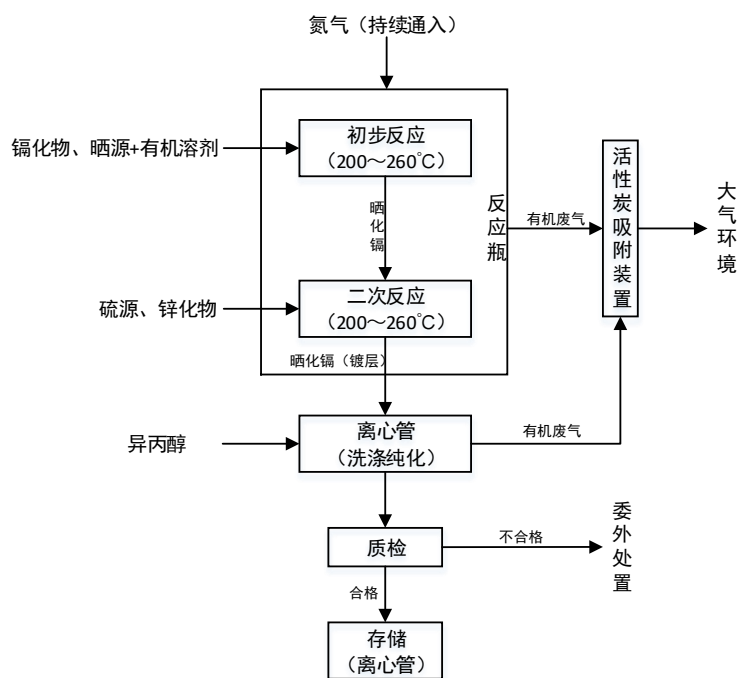 氮气（持续通入）
镉化物、晒源+有机溶剂
初步反应
（200～260℃）
晒化镉
反应瓶
有机废气
活性炭吸附装置
大气环境
硫源、锌化物
二次反应
（200～260℃）
晒化镉（镀层）
异丙醇
离心管
（洗涤纯化）
有机废气
质检
不合格
委外处置
合格
存储
（离心管）